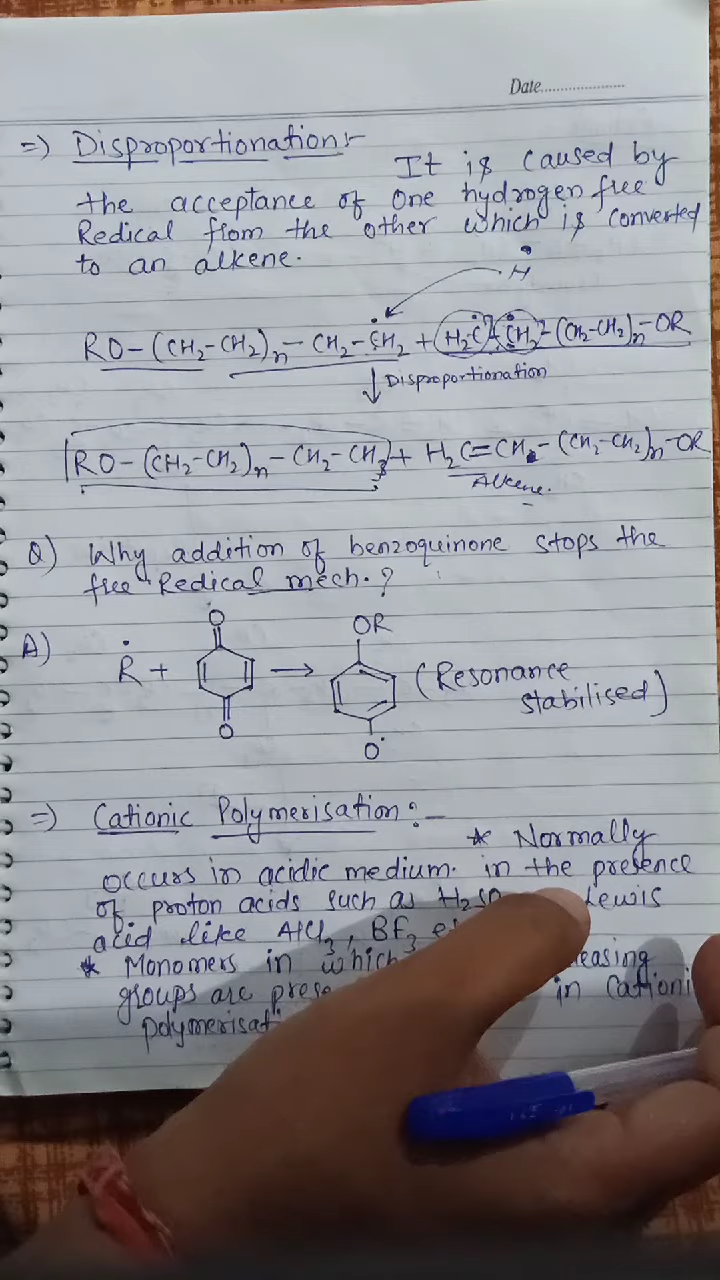 Date....................
=) Disproportionation:-
It is caused by
the acceptance of one hydrogen free
Redical from the other which is converted
to an alkene.
Ḣ
RO-(CH₂-CH₂)n-CH₂-ĊH₂ + H₂C ĊH₂-(CH₂-CH₂)n-OR
↓ Disproportionation
RO-(CH₂-CH₂)n-CH₂-CH₃ + H₂C=CH-(CH₂-CH₂)n-OR
Alkene.
Q) Why addition of benzoquinone stops the
free Redical mech.?
A) Ṙ + O O → OR O˙ (Resonance
stabilised)
=) Cationic Polymerisation:-
* Normally
occurs in acidic medium. in the presence
of proton acids such as Lewis
acid like AlCl₃, BF₃
* Monomers in which
groups are in